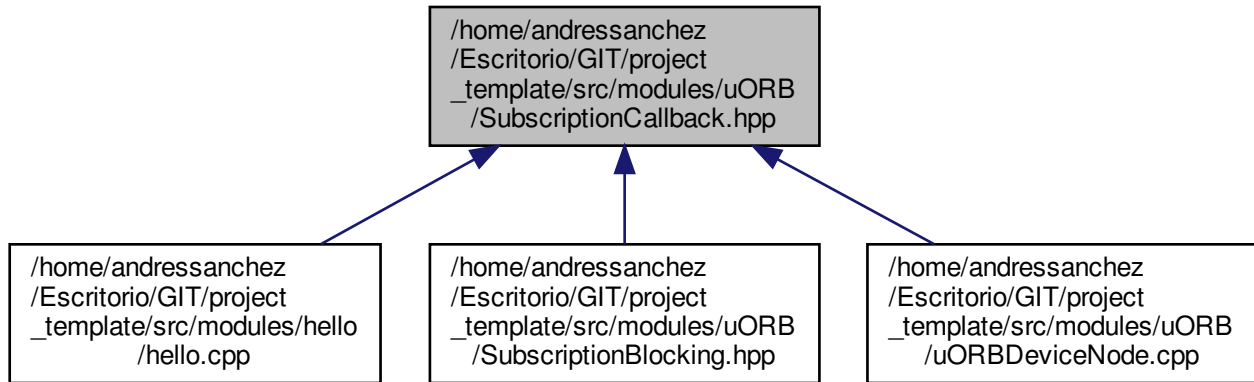 /home/andressanchez
/Escritorio/GIT/project
_template/src/modules/uORB
/SubscriptionCallback.hpp
/home/andressanchez
/Escritorio/GIT/project
_template/src/modules/hello
/hello.cpp
/home/andressanchez
/Escritorio/GIT/project
_template/src/modules/uORB
/SubscriptionBlocking.hpp
/home/andressanchez
/Escritorio/GIT/project
_template/src/modules/uORB
/uORBDeviceNode.cpp